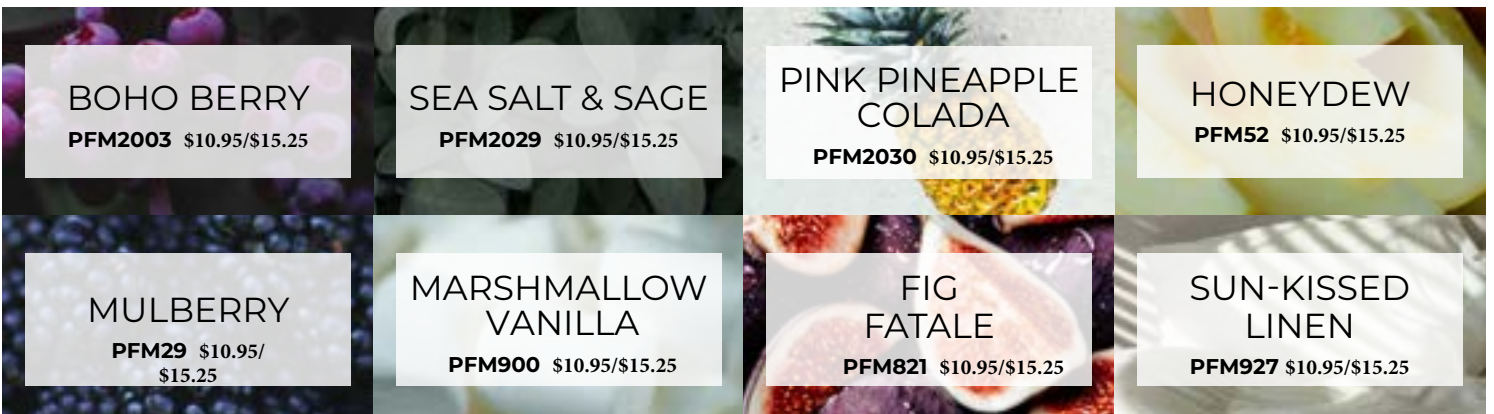 BOHO BERRY
PFM2003 $10.95/$15.25
SEA SALT & SAGE
PFM2029 $10.95/$15.25
PINK PINEAPPLE
COLADA
PFM2030 $10.95/$15.25
HONEYDEW
PFM52 $10.95/$15.25
MULBERRY
PFM29 $10.95/
$15.25
MARSHMALLOW
VANILLA
PFM900 $10.95/$15.25
FIG
FATALE
PFM821 $10.95/$15.25
SUN-KISSED
LINEN
PFM927 $10.95/$15.25